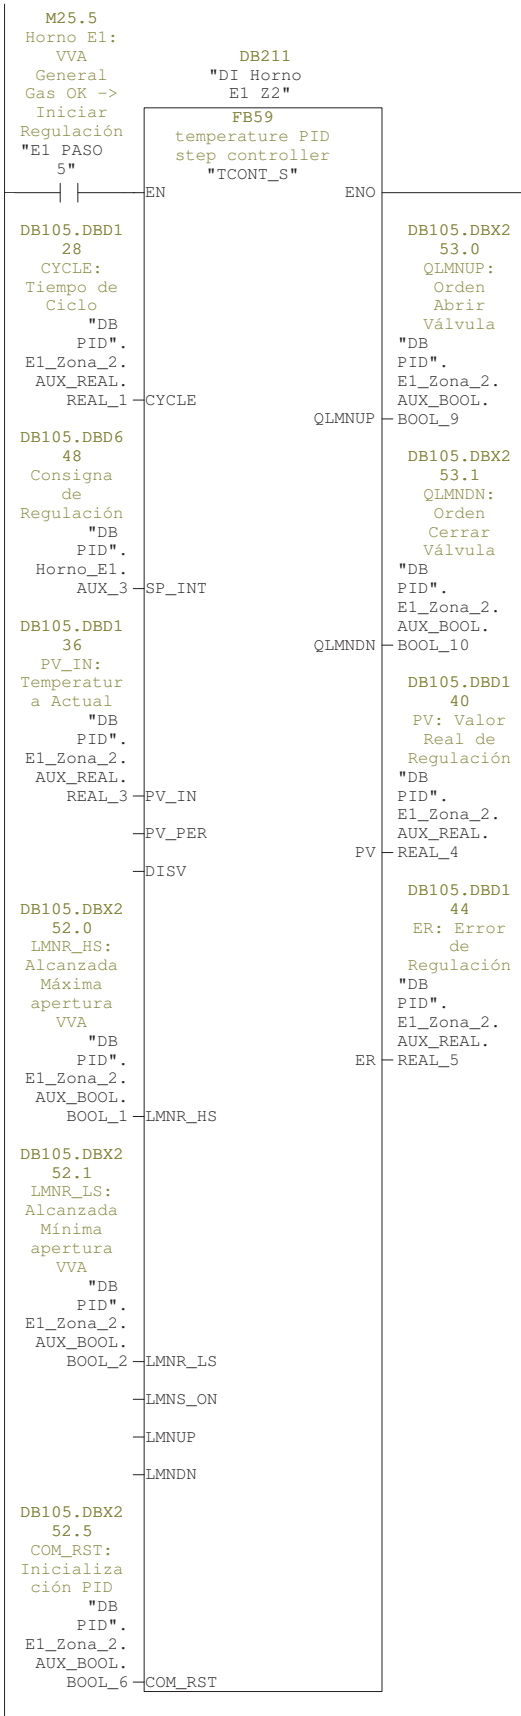 M25.5
Horno E1:
VVA
General
Gas OK ->
Iniciar
Regulación
"E1 PASO
5"
DB211
"DI Horno
E1 Z2"
FB59
temperature PID
step controller
"TCONT_S"
EN
ENO
DB105.DBD1
28
CYCLE:
Tiempo de
Ciclo
"DB
PID".
E1_Zona_2.
AUX_REAL.
REAL_1
CYCLE
DB105.DBD6
48
Consigna
de
Regulación
"DB
PID".
Horno_E1.
AUX_3
SP_INT
DB105.DBD1
36
PV_IN:
Temperatur
a Actual
"DB
PID".
E1_Zona_2.
AUX_REAL.
REAL_3
PV_IN
PV_PER
DISV
DB105.DBX2
52.0
LMNR_HS:
Alcanzada
Máxima
apertura
VVA
"DB
PID".
E1_Zona_2.
AUX_BOOL.
BOOL_1
LMNR_HS
DB105.DBX2
52.1
LMNR_LS:
Alcanzada
Mínima
apertura
VVA
"DB
PID".
E1_Zona_2.
AUX_BOOL.
BOOL_2
LMNR_LS
LMNS_ON
LMNUP
LMNDN
DB105.DBX2
52.5
COM_RST:
Inicializa
ción PID
"DB
PID".
E1_Zona_2.
AUX_BOOL.
BOOL_6
COM_RST
DB105.DBX2
53.0
QLMNUP:
Orden
Abrir
Válvula
"DB
PID".
E1_Zona_2.
AUX_BOOL.
QLMNUP
BOOL_9
DB105.DBX2
53.1
QLMNDN:
Orden
Cerrar
Válvula
"DB
PID".
E1_Zona_2.
AUX_BOOL.
QLMNDN
BOOL_10
DB105.DBD1
40
PV: Valor
Real de
Regulación
"DB
PID".
E1_Zona_2.
AUX_REAL.
PV
REAL_4
DB105.DBD1
44
ER: Error
de
Regulación
"DB
PID".
E1_Zona_2.
AUX_REAL.
ER
REAL_5